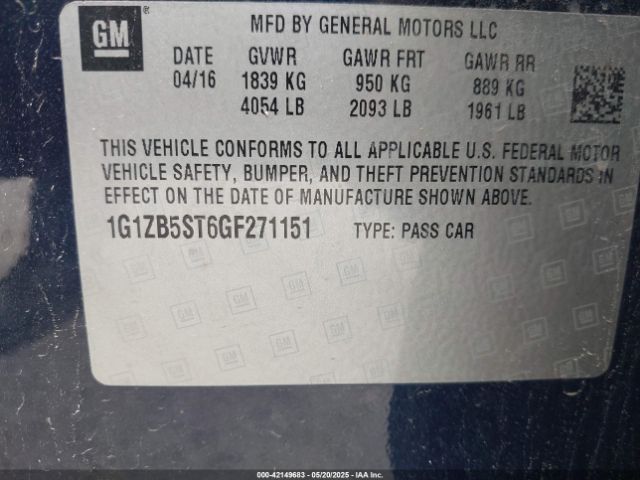 GM
MFD BY GENERAL MOTORS LLC
DATE GVWR GAWR FRT GAWR RR
04/16 1839 KG 950 KG 889 KG
4054 LB 2093 LB 1961 LB
THIS VEHICLE CONFORMS TO ALL APPLICABLE U.S. FEDERAL MOTOR
VEHICLE SAFETY, BUMPER, AND THEFT PREVENTION STANDARDS IN
EFFECT ON THE DATE OF MANUFACTURE SHOWN ABOVE.
1G1ZB5ST6GF271151 TYPE: PASS CAR
000-42149683 - 05/20/2025 - IAAI.COM